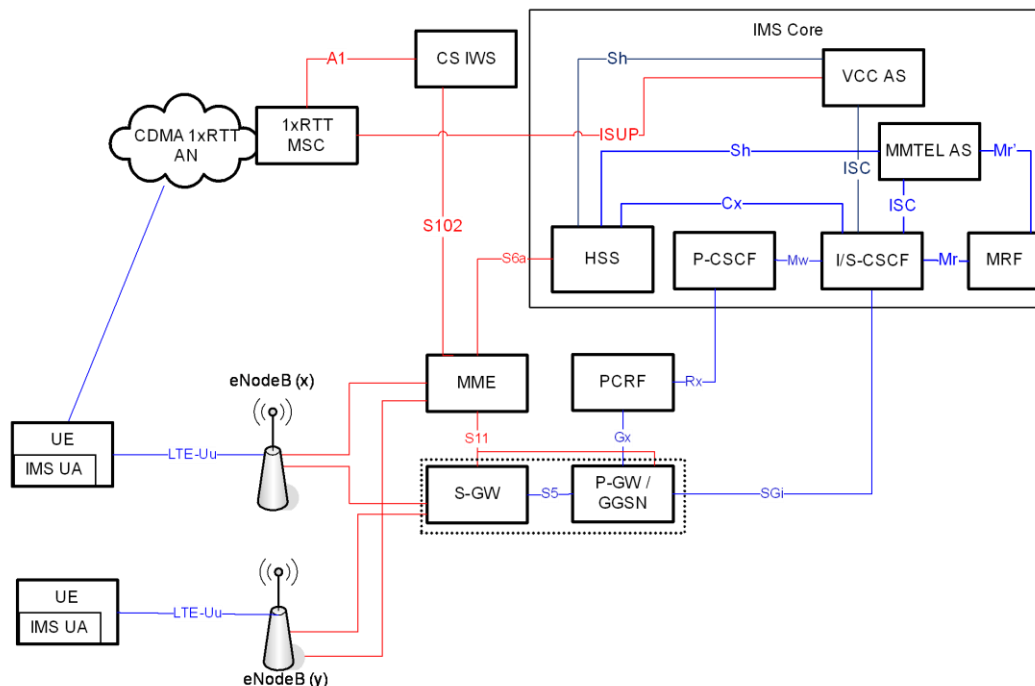 IMS Core
CS IWS
A1
Sh
VCC AS
CDMA 1xRTT
AN
1xRTT
MSC
ISUP
MMTEL AS
Sh
Mr'
ISC
ISC
Cx
S102
HSS
P-CSCF
Mw
I/S-CSCF
Mr
MRF
S6a
MME
PCRF
Rx
eNodeB (x)
UE
IMS UA
LTE-Uu
S11
Gx
S-GW
S5
P-GW /
GGSN
SGi
UE
IMS UA
LTE-Uu
eNodeB (y)